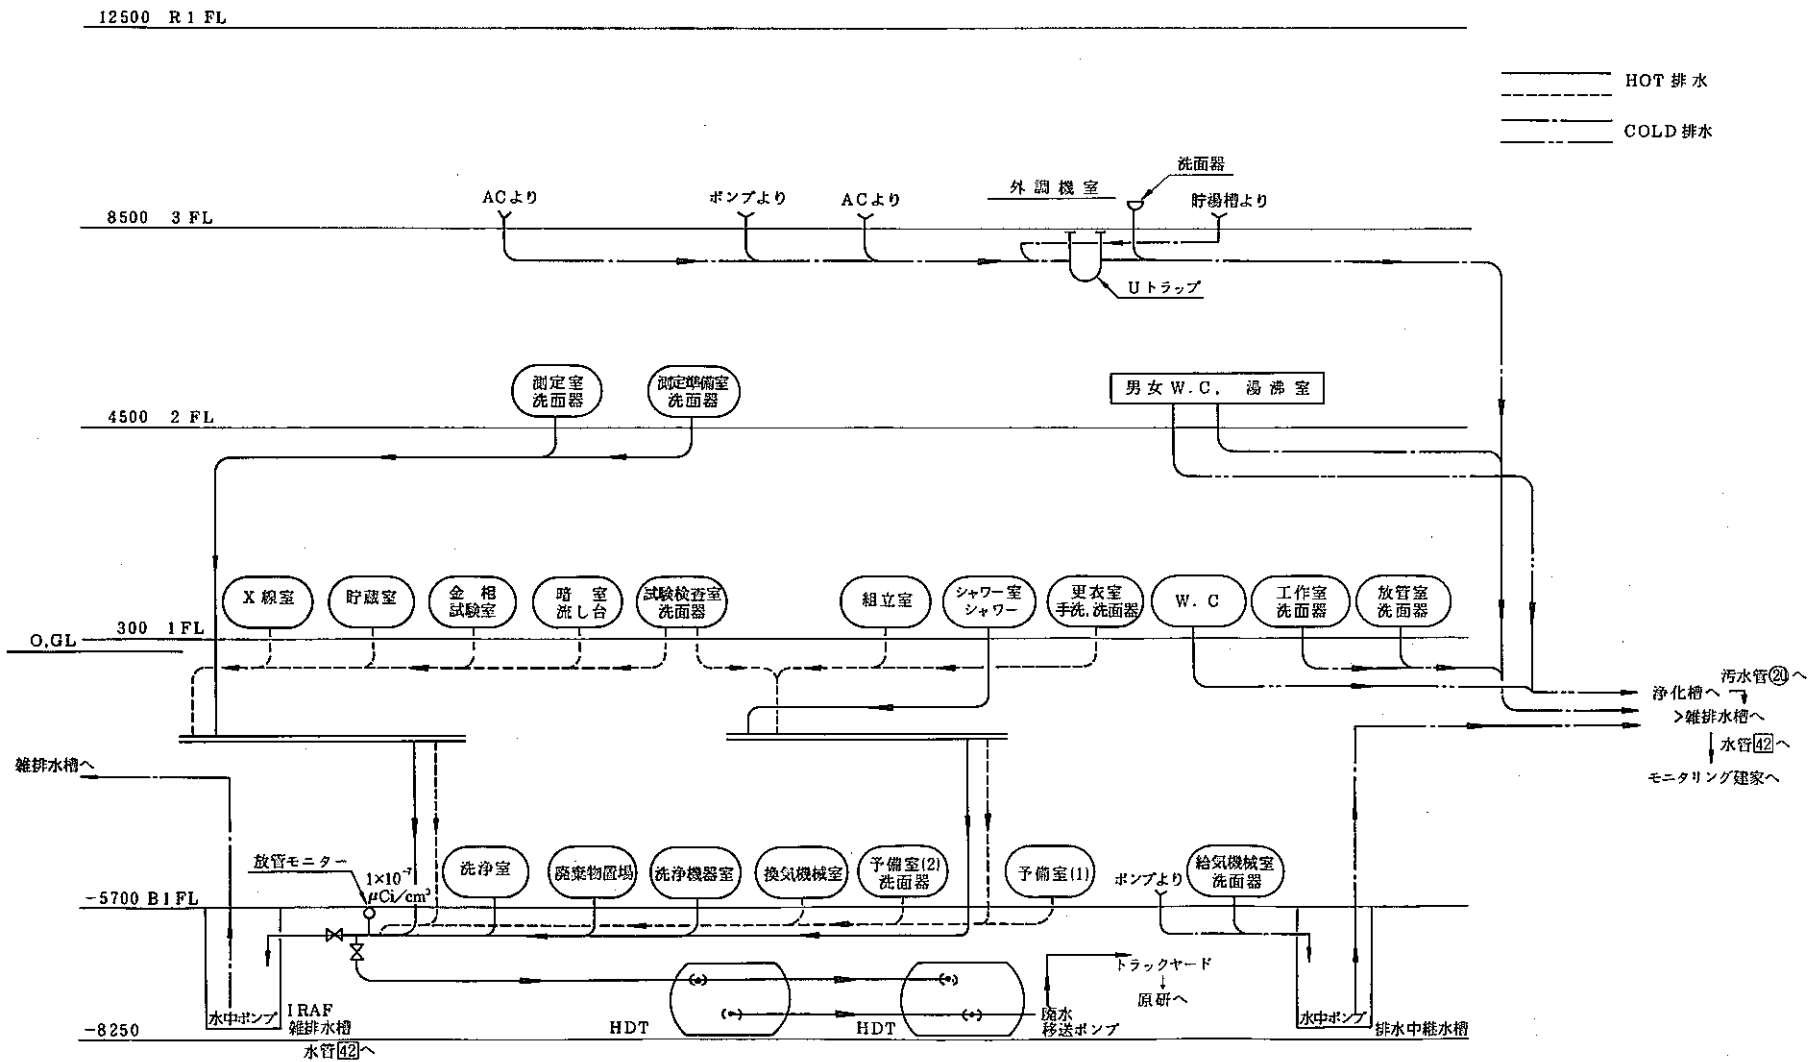 12500 R1 FL
HOT 排水
COLD 排水
洗面器
外調機室
ACより
ポンプより
ACより
貯湯槽より
8500 3 FL
Uトラップ
測定室
洗面器
測定準備室
洗面器
男女 W.C, 湯沸室
4500 2 FL
X線室
貯蔵室
金相
試験室
暗室
流し台
試験検査室
洗面器
組立室
シャワー室
シャワー
更衣室
手洗,洗面器
W.C
工作室
洗面器
放管室
洗面器
300 1 FL
O,GL
汚水管⑳へ
浄化槽へ
>雑排水槽へ
水管42へ
モニタリング建家へ
雑排水槽へ
放管モニター
1×10⁻⁷
μCi/cm³
洗浄室
廃棄物置場
洗浄機器室
換気機械室
予備室(2)
洗面器
予備室(1)
ポンプより
給気機械室
洗面器
-5700 B1FL
トラックヤード
↓
原研へ
水中ポンプ
IRAF
雑排水槽
水管42へ
HDT
HDT
廃水
移送ポンプ
水中ポンプ
排水中継水槽
-8250